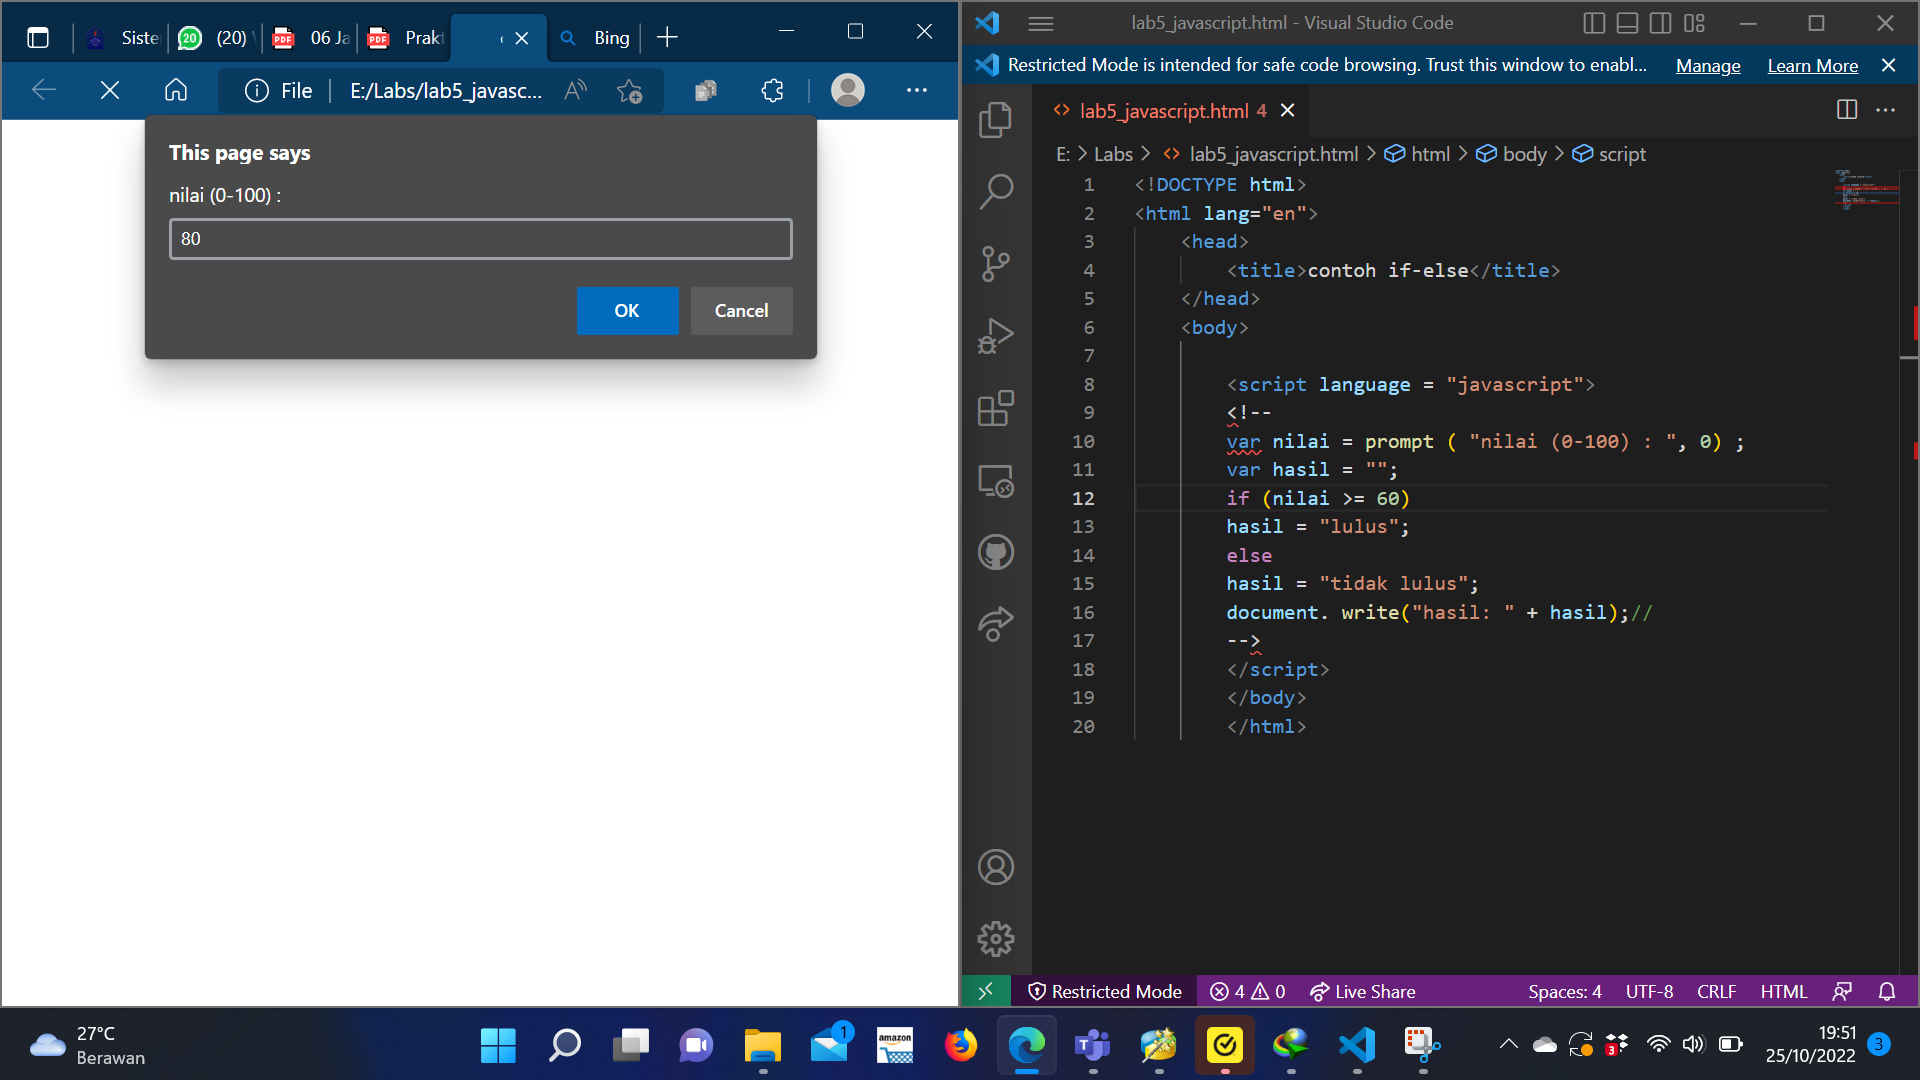 Siste
20
(20)
PDF
06 Ja
PDF
Prakt
Bing
File
E:/Labs/lab5_javasc...
This page says
nilai (0-100) :
80
OK
Cancel
lab5_javascript.html - Visual Studio Code
Restricted Mode is intended for safe code browsing. Trust this window to enabl...
Manage
Learn More
lab5_javascript.html 4
E: > Labs > lab5_javascript.html > html > body > script
1 <!DOCTYPE html>
2 <html lang="en">
3 <head>
4 <title>contoh if-else</title>
5 </head>
6 <body>
7
8 <script language = "javascript">
9 <!--
10 var nilai = prompt ( "nilai (0-100) : ", 0) ;
11 var hasil = "";
12 if (nilai >= 60)
13 hasil = "lulus";
14 else
15 hasil = "tidak lulus";
16 document. write("hasil: " + hasil);//
17 -->
18 </script>
19 </body>
20 </html>
Restricted Mode
4
0
Live Share
Spaces: 4
UTF-8
CRLF
HTML
27°C
Berawan
1
amazon
3
19:51
25/10/2022
3